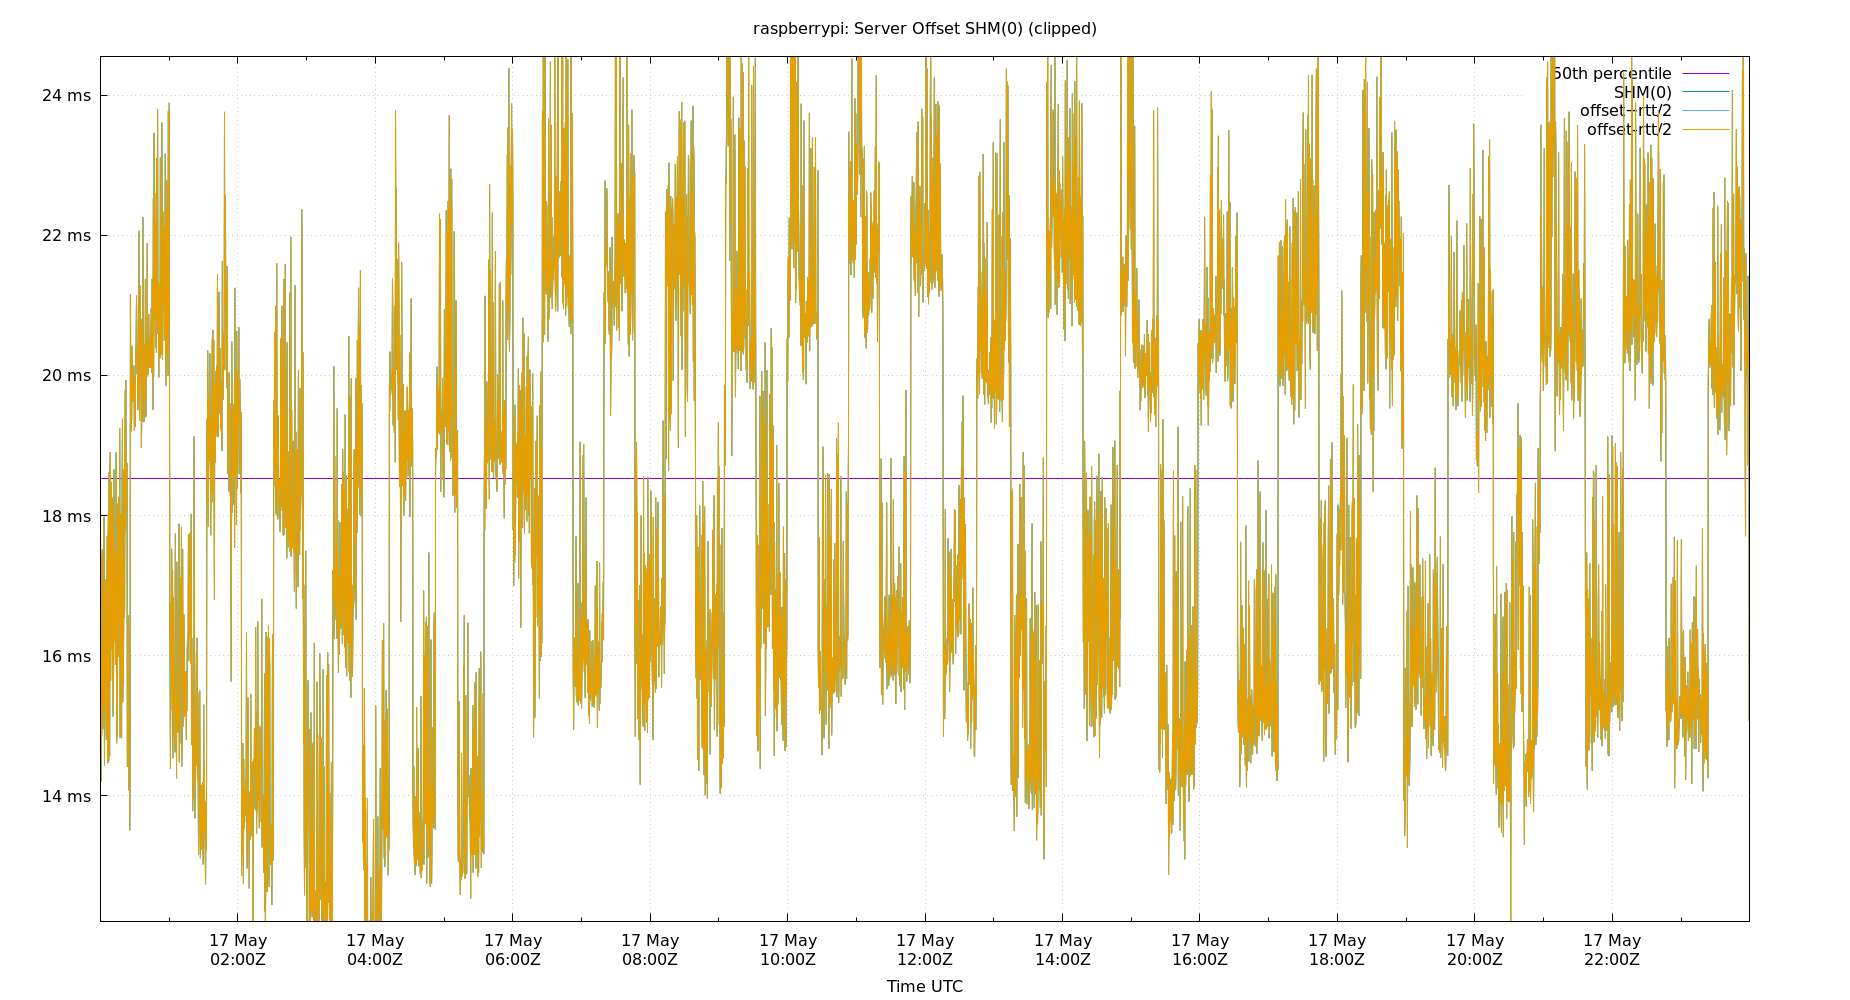 raspberrypi: Server Offset SHM(0) (clipped)
24 ms
22 ms
20 ms
18 ms
16 ms
14 ms
50th percentile
SHM(0)
offset+rtt/2
offset-rtt/2
17 May 17 May 17 May 17 May 17 May 17 May 17 May 17 May 17 May 17 May 17 May
02:00Z 04:00Z 06:00Z 08:00Z 10:00Z 12:00Z 14:00Z 16:00Z 18:00Z 20:00Z 22:00Z
Time UTC